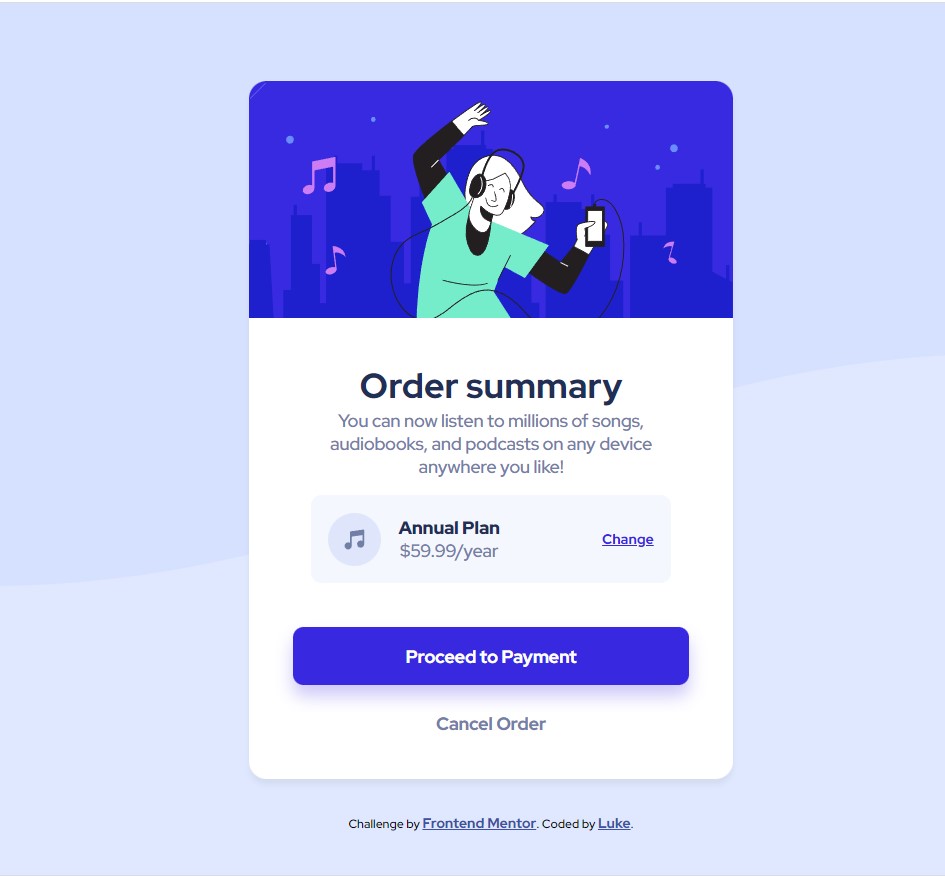 Order summary
You can now listen to millions of songs,
audiobooks, and podcasts on any device
anywhere you like!
Annual Plan
$59.99/year
Change
Proceed to Payment
Cancel Order
Challenge by Frontend Mentor. Coded by Luke.